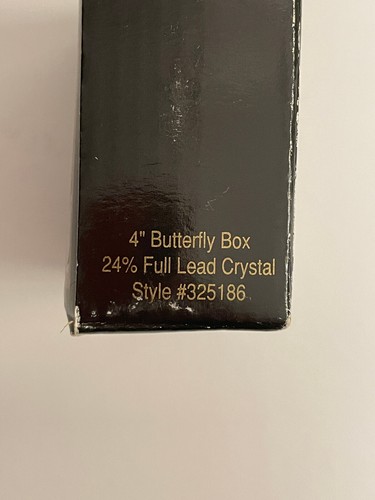 4" Butterfly Box
24% Full Lead Crystal
Style #325186